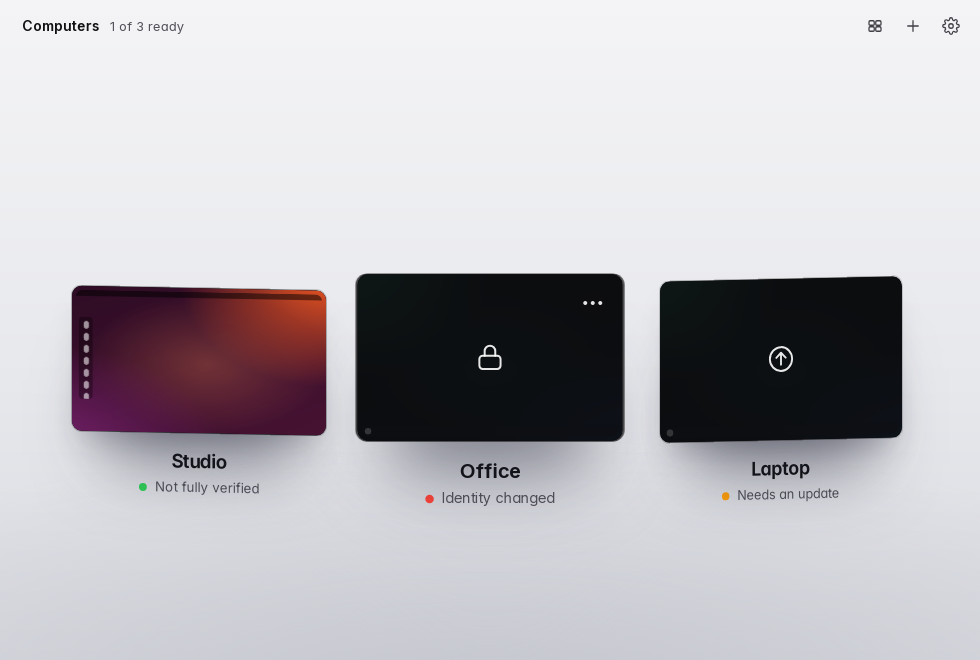 Computers 1 of 3 ready
Studio
Not fully verified
Office
Identity changed
Laptop
Needs an update